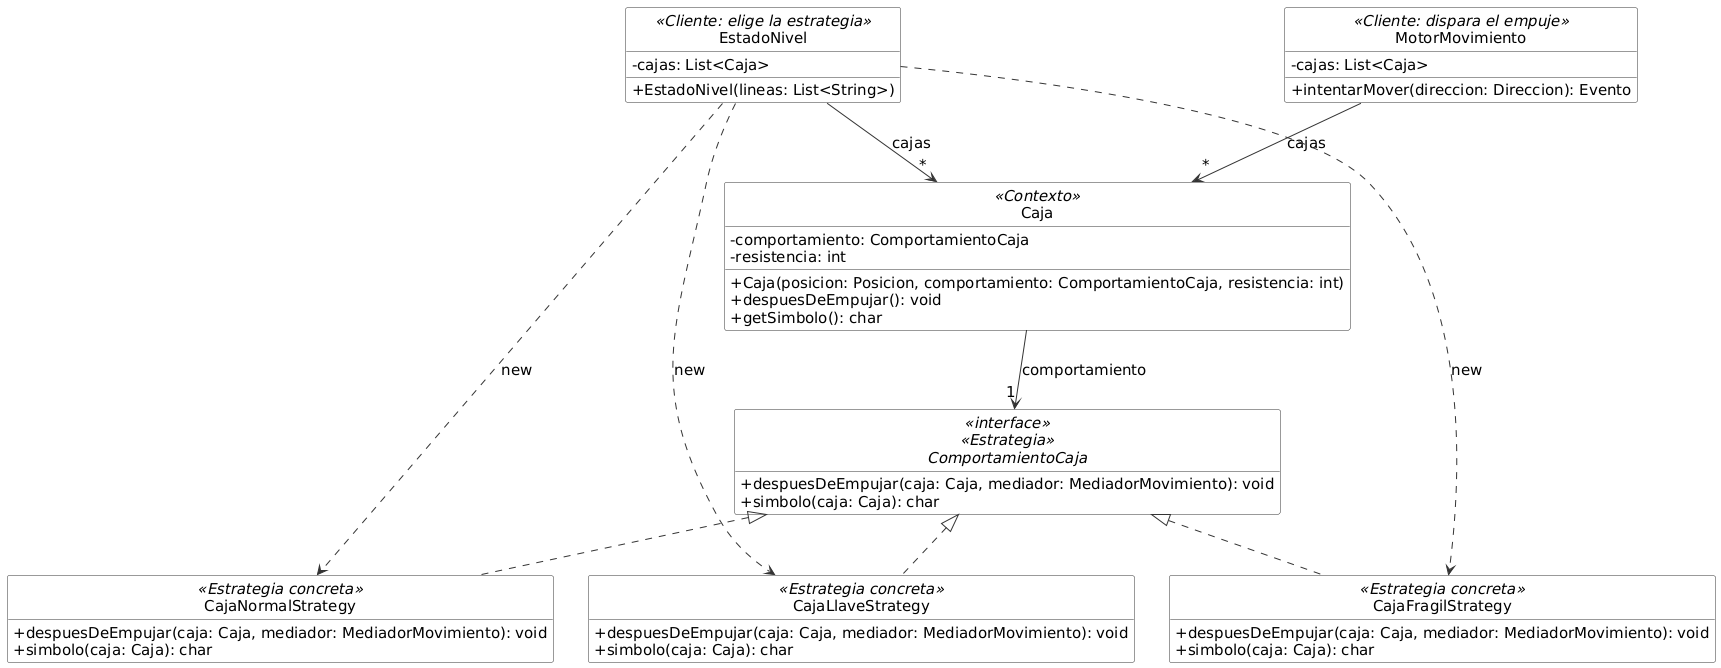 «Cliente: elige la estrategia»
EstadoNivel
-cajas: List<Caja>
+EstadoNivel(lineas: List<String>)
«Cliente: dispara el empuje»
MotorMovimiento
-cajas: List<Caja>
+intentarMover(direccion: Direccion): Evento
cajas
*
cajas
*
«Contexto»
Caja
-comportamiento: ComportamientoCaja
-resistencia: int
+Caja(posicion: Posicion, comportamiento: ComportamientoCaja, resistencia: int)
+despuesDeEmpujar(): void
+getSimbolo(): char
new
new
comportamiento
1
new
«interface»
«Estrategia»
ComportamientoCaja
+despuesDeEmpujar(caja: Caja, mediador: MediadorMovimiento): void
+simbolo(caja: Caja): char
«Estrategia concreta»
CajaNormalStrategy
+despuesDeEmpujar(caja: Caja, mediador: MediadorMovimiento): void
+simbolo(caja: Caja): char
«Estrategia concreta»
CajaLlaveStrategy
+despuesDeEmpujar(caja: Caja, mediador: MediadorMovimiento): void
+simbolo(caja: Caja): char
«Estrategia concreta»
CajaFragilStrategy
+despuesDeEmpujar(caja: Caja, mediador: MediadorMovimiento): void
+simbolo(caja: Caja): char